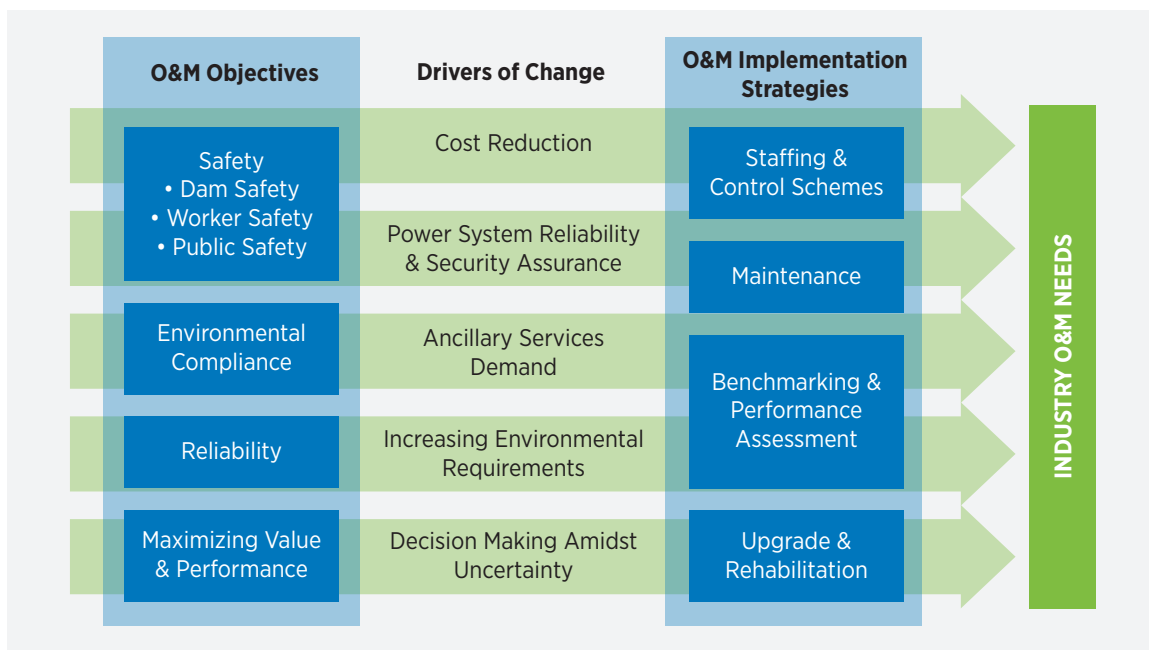 O&M Objectives
Safety
• Dam Safety
• Worker Safety
• Public Safety
Environmental
Compliance
Reliability
Maximizing Value
& Performance
Drivers of Change
Cost Reduction
Power System Reliability
& Security Assurance
Ancillary Services
Demand
Increasing Environmental
Requirements
Decision Making Amidst
Uncertainty
O&M Implementation
Strategies
Staffing &
Control Schemes
Maintenance
Benchmarking &
Performance
Assessment
Upgrade &
Rehabilitation
INDUSTRY O&M NEEDS